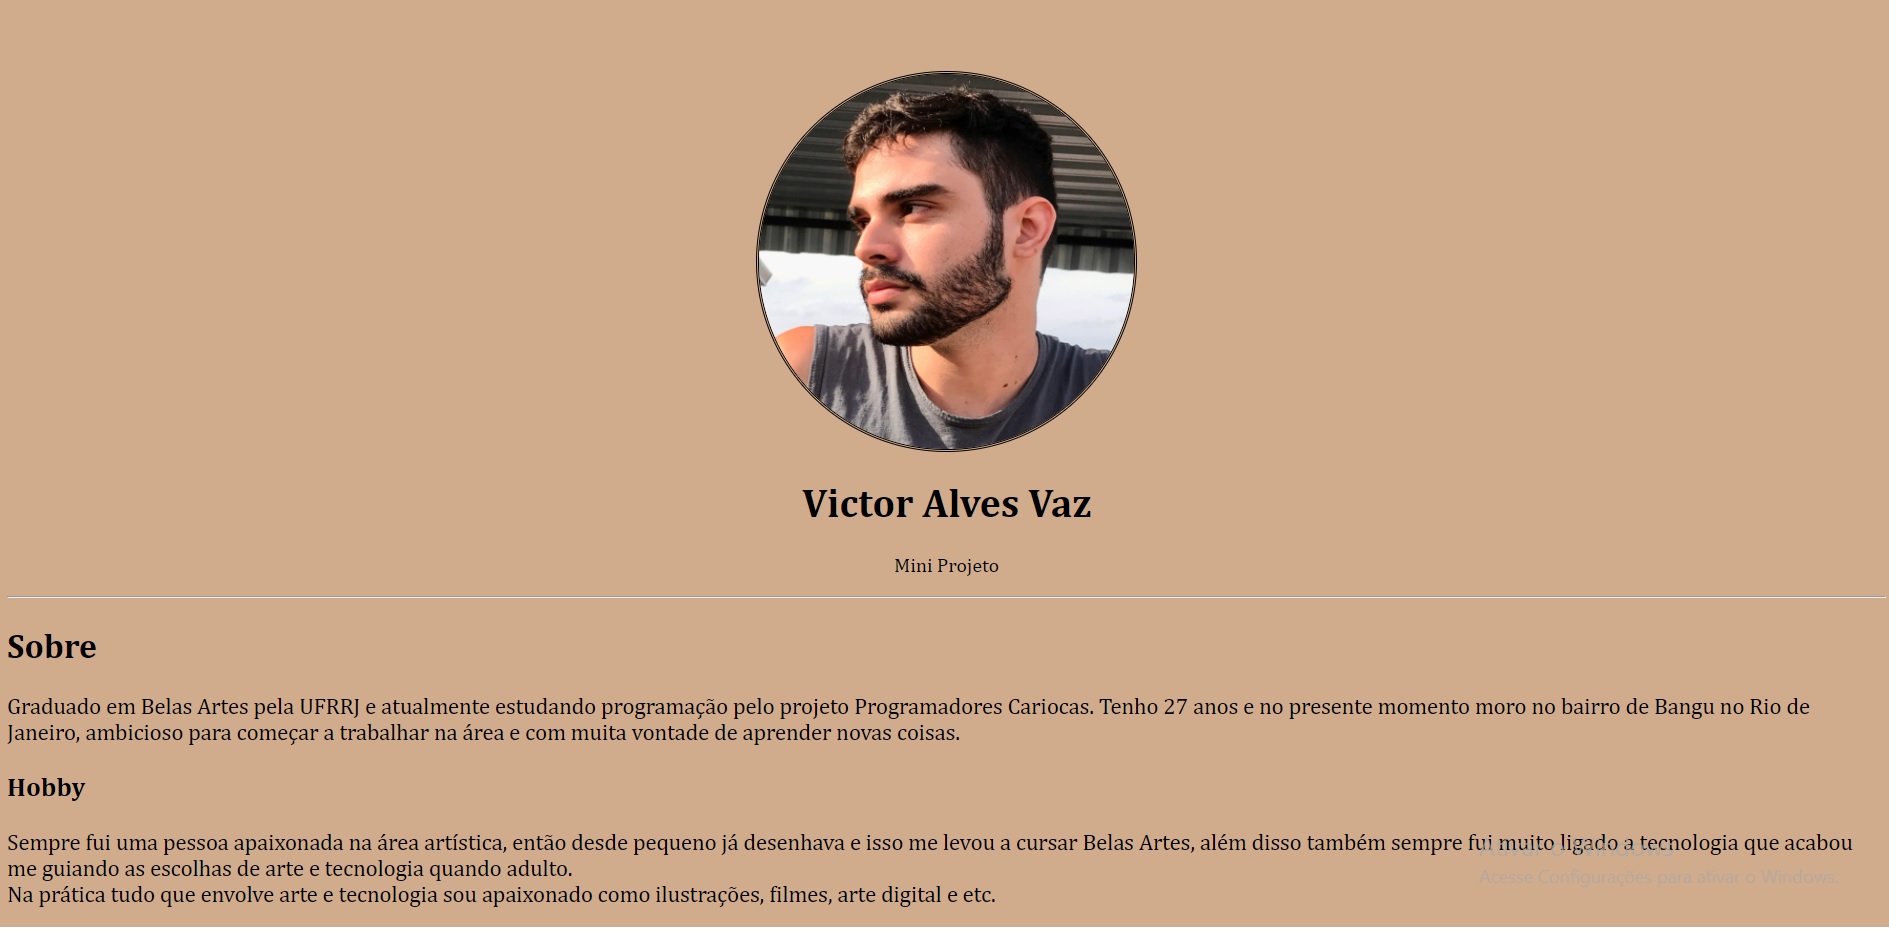 Victor Alves Vaz
Mini Projeto
Sobre
Graduado em Belas Artes pela UFRRJ e atualmente estudando programação pelo projeto Programadores Cariocas. Tenho 27 anos e no presente momento moro no bairro de Bangu no Rio de
Janeiro, ambicioso para começar a trabalhar na área e com muita vontade de aprender novas coisas.
Hobby
Sempre fui uma pessoa apaixonada na área artística, então desde pequeno já desenhava e isso me levou a cursar Belas Artes, além disso também sempre fui muito ligado a tecnologia que acabou
me guiando as escolhas de arte e tecnologia quando adulto.
Na prática tudo que envolve arte e tecnologia sou apaixonado como ilustrações, filmes, arte digital e etc.
Ativar o Windows
Acesse Configurações para ativar o Windows.